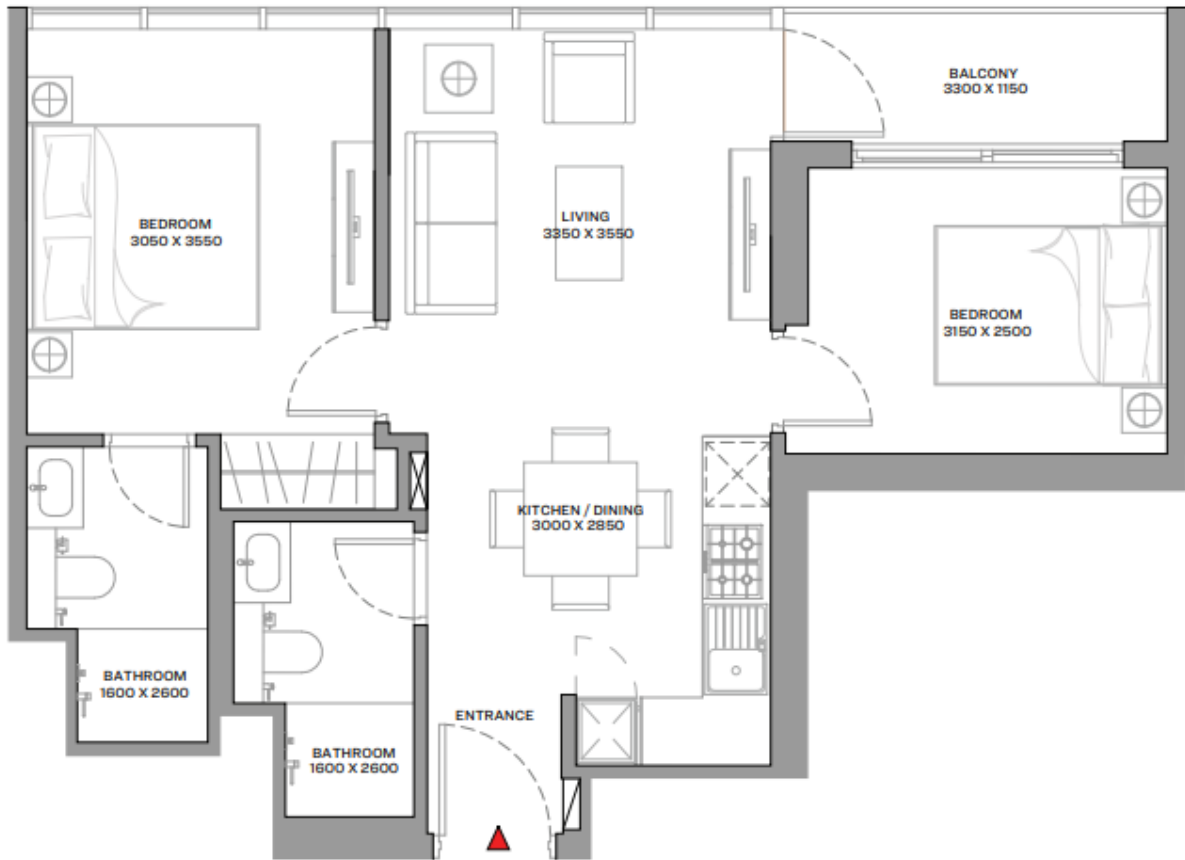 BALCONY
3300 X 1150
BEDROOM
3050 X 3550
LIVING
3350 X 3550
BEDROOM
3150 X 2500
KITCHEN / DINING
3000 X 2850
BATHROOM
1600 X 2600
ENTRANCE
BATHROOM
1600 X 2600